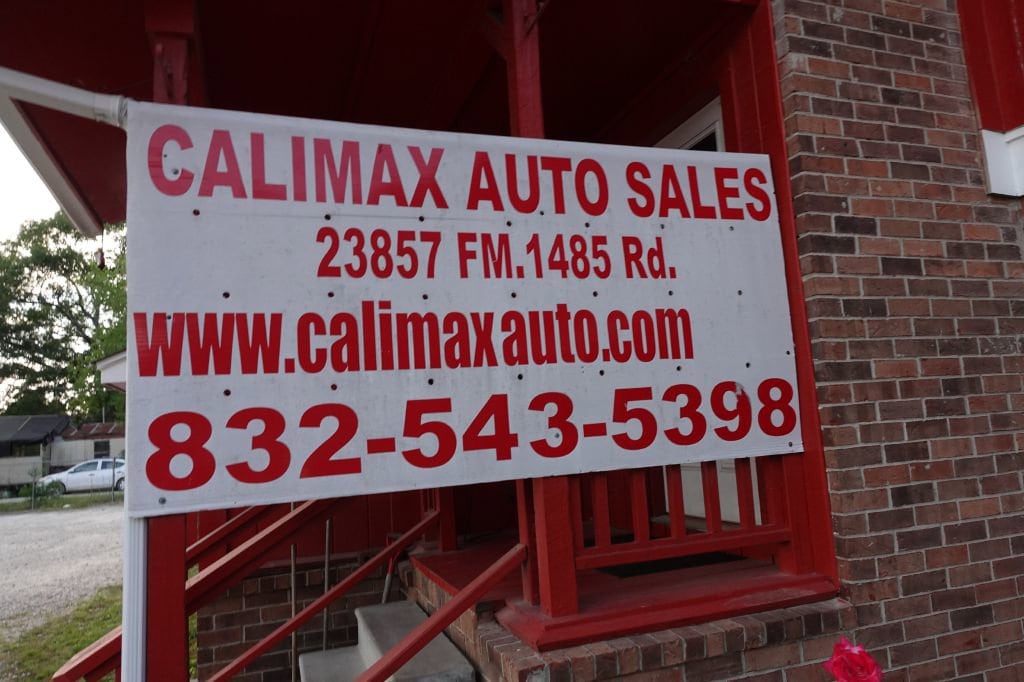 CALIMAX AUTO SALES
23857 FM.1485 Rd.
www.calimaxauto.com
832-543-5398